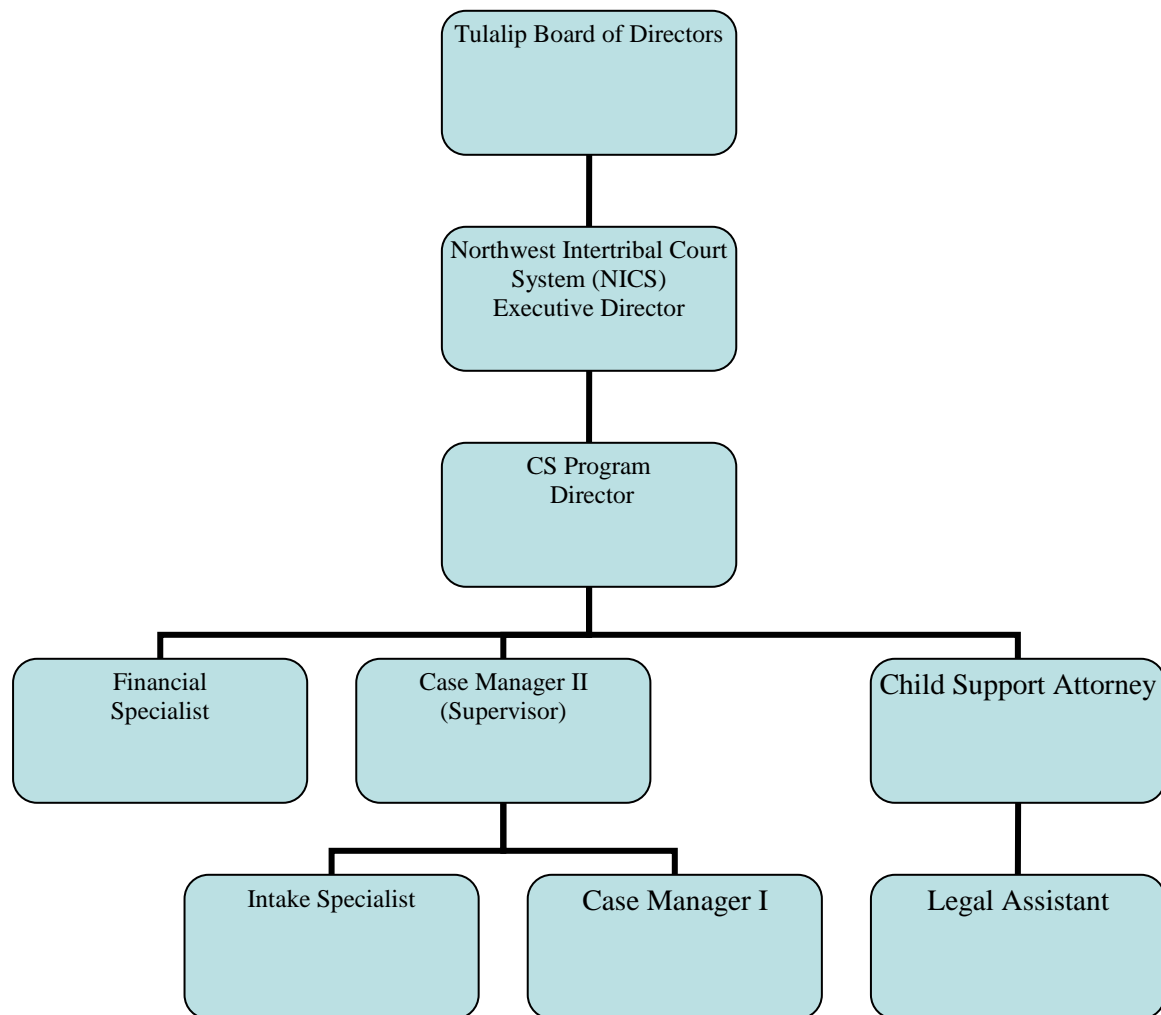 Tulalip Board of Directors
Northwest Intertribal Court
System (NICS)
Executive Director
CS Program
Director
Financial
Specialist
Case Manager II
(Supervisor)
Child Support Attorney
Intake Specialist
Case Manager I
Legal Assistant